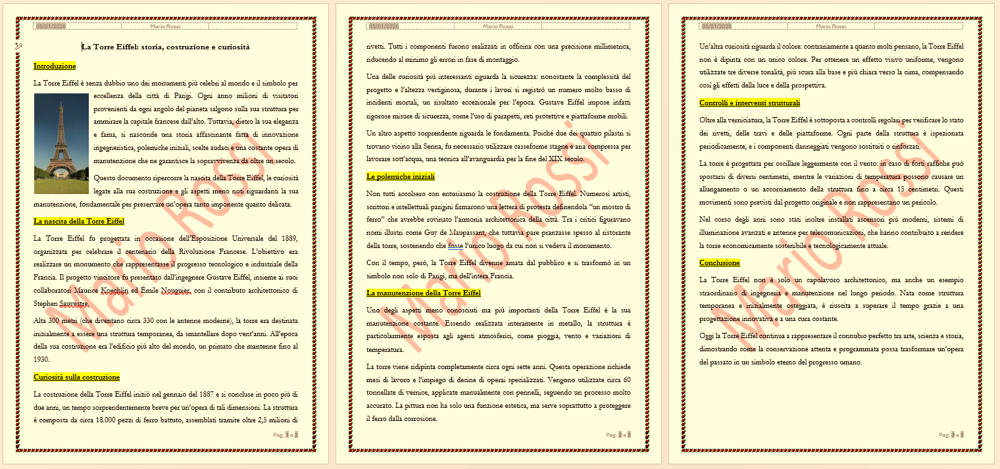 05/01/2026 Mario Rossi
La Torre Eiffel: storia, costruzione e curiosità
Introduzione
La Torre Eiffel è senza dubbio uno dei monumenti più celebri al mondo e il simbolo per
eccellenza della città di Parigi. Ogni anno milioni di visitatori
provenienti da ogni angolo del pianeta salgono sulla sua struttura per
ammirare la capitale francese dall’alto. Tuttavia, dietro la sua eleganza
e fama, si nasconde una storia affascinante fatta di innovazione
ingegneristica, polemiche iniziali, scelte audaci e una costante opera di
manutenzione che ne garantisce la sopravvivenza da oltre un secolo.
Questo documento ripercorre la nascita della Torre Eiffel, le curiosità
legate alla sua costruzione e gli aspetti meno noti riguardanti la sua
manutenzione, fondamentale per preservare un’opera tanto imponente quanto delicata.
La nascita della Torre Eiffel
La Torre Eiffel fu progettata in occasione dell’Esposizione Universale del 1889,
organizzata per celebrare il centenario della Rivoluzione Francese. L’obiettivo era
realizzare un monumento che rappresentasse il progresso tecnologico e industriale della
Francia. Il progetto vincitore fu presentato dall’ingegnere Gustave Eiffel, insieme ai suoi
collaboratori Maurice Koechlin ed Émile Nouguier, con il contributo architettonico di
Stephen Sauvestre.
Alta 300 metri (che diventano circa 330 con le antenne moderne), la torre era destinata
inizialmente a essere una struttura temporanea, da smantellare dopo vent’anni. All’epoca
della sua costruzione era l’edificio più alto del mondo, un primato che mantenne fino al
1930.
Curiosità sulla costruzione
La costruzione della Torre Eiffel iniziò nel gennaio del 1887 e si concluse in poco più di
due anni, un tempo sorprendentemente breve per un’opera di tali dimensioni. La struttura
è composta da circa 18.000 pezzi di ferro battuto, assemblati tramite oltre 2,5 milioni di
Pag. 1 a 3
Mario Rossi
05/01/2026 Mario Rossi
rivetti. Tutti i componenti furono realizzati in officina con una precisione millimetrica,
riducendo al minimo gli errori in fase di montaggio.
Una delle curiosità più interessanti riguarda la sicurezza: nonostante la complessità del
progetto e l’altezza vertiginosa, durante i lavori si registrò un numero molto basso di
incidenti mortali, un risultato eccezionale per l’epoca. Gustave Eiffel impose infatti
rigorose misure di sicurezza, come l’uso di parapetti, reti protettive e piattaforme mobili.
Un altro aspetto sorprendente riguarda le fondamenta. Poiché due dei quattro pilastri si
trovano vicino alla Senna, fu necessario utilizzare casseforme stagne e aria compressa per
lavorare sott’acqua, una tecnica all’avanguardia per la fine del XIX secolo.
Le polemiche iniziali
Non tutti accolsero con entusiasmo la costruzione della Torre Eiffel. Numerosi artisti,
scrittori e intellettuali parigini firmarono una lettera di protesta definendola “un mostro di
ferro” che avrebbe rovinato l’armonia architettonica della città. Tra i critici figuravano
nomi illustri come Guy de Maupassant, che tuttavia pare pranzasse spesso al ristorante
della torre, sostenendo che fosse l’unico luogo da cui non si vedeva il monumento.
Con il tempo, però, la Torre Eiffel divenne amata dal pubblico e si trasformò in un
simbolo non solo di Parigi, ma dell’intera Francia.
La manutenzione della Torre Eiffel
Uno degli aspetti meno conosciuti ma più importanti della Torre Eiffel è la sua
manutenzione costante. Essendo realizzata interamente in metallo, la struttura è
particolarmente esposta agli agenti atmosferici, come pioggia, vento e variazioni di
temperatura.
La torre viene ridipinta completamente circa ogni sette anni. Questa operazione richiede
mesi di lavoro e l’impiego di decine di operai specializzati. Vengono utilizzate circa 60
tonnellate di vernice, applicate manualmente con pennelli, seguendo un processo molto
accurato. La pittura non ha solo una funzione estetica, ma serve soprattutto a proteggere
il ferro dalla corrosione.
Pag. 2 a 3
Mario Rossi
05/01/2026 Mario Rossi
Un’altra curiosità riguarda il colore: contrariamente a quanto molti pensano, la Torre Eiffel
non è dipinta con un unico colore. Per ottenere un effetto visivo uniforme, vengono
utilizzate tre diverse tonalità, più scura alla base e più chiara verso la cima, compensando
così gli effetti della luce e della prospettiva.
Controlli e interventi strutturali
Oltre alla verniciatura, la Torre Eiffel è sottoposta a controlli regolari per verificare lo stato
dei rivetti, delle travi e delle piattaforme. Ogni parte della struttura è ispezionata
periodicamente, e i componenti danneggiati vengono sostituiti o rinforzati.
La torre è progettata per oscillare leggermente con il vento: in caso di forti raffiche può
spostarsi di diversi centimetri, mentre le variazioni di temperatura possono causare un
allungamento o un accorciamento della struttura fino a circa 15 centimetri. Questi
movimenti sono previsti dal progetto originale e non rappresentano un pericolo.
Nel corso degli anni sono stati inoltre installati ascensori più moderni, sistemi di
illuminazione avanzati e antenne per telecomunicazioni, che hanno contribuito a rendere
la torre economicamente sostenibile e tecnologicamente attuale.
Conclusione
La Torre Eiffel non è solo un capolavoro architettonico, ma anche un esempio
straordinario di ingegneria e manutenzione nel lungo periodo. Nata come struttura
temporanea e inizialmente osteggiata, è riuscita a superare il tempo grazie a una
progettazione innovativa e a una cura costante.
Oggi la Torre Eiffel continua a rappresentare il connubio perfetto tra arte, scienza e storia,
dimostrando come la conservazione attenta e programmata possa trasformare un’opera
del passato in un simbolo eterno del progresso umano.
Pag. 3 a 3
Mario Rossi